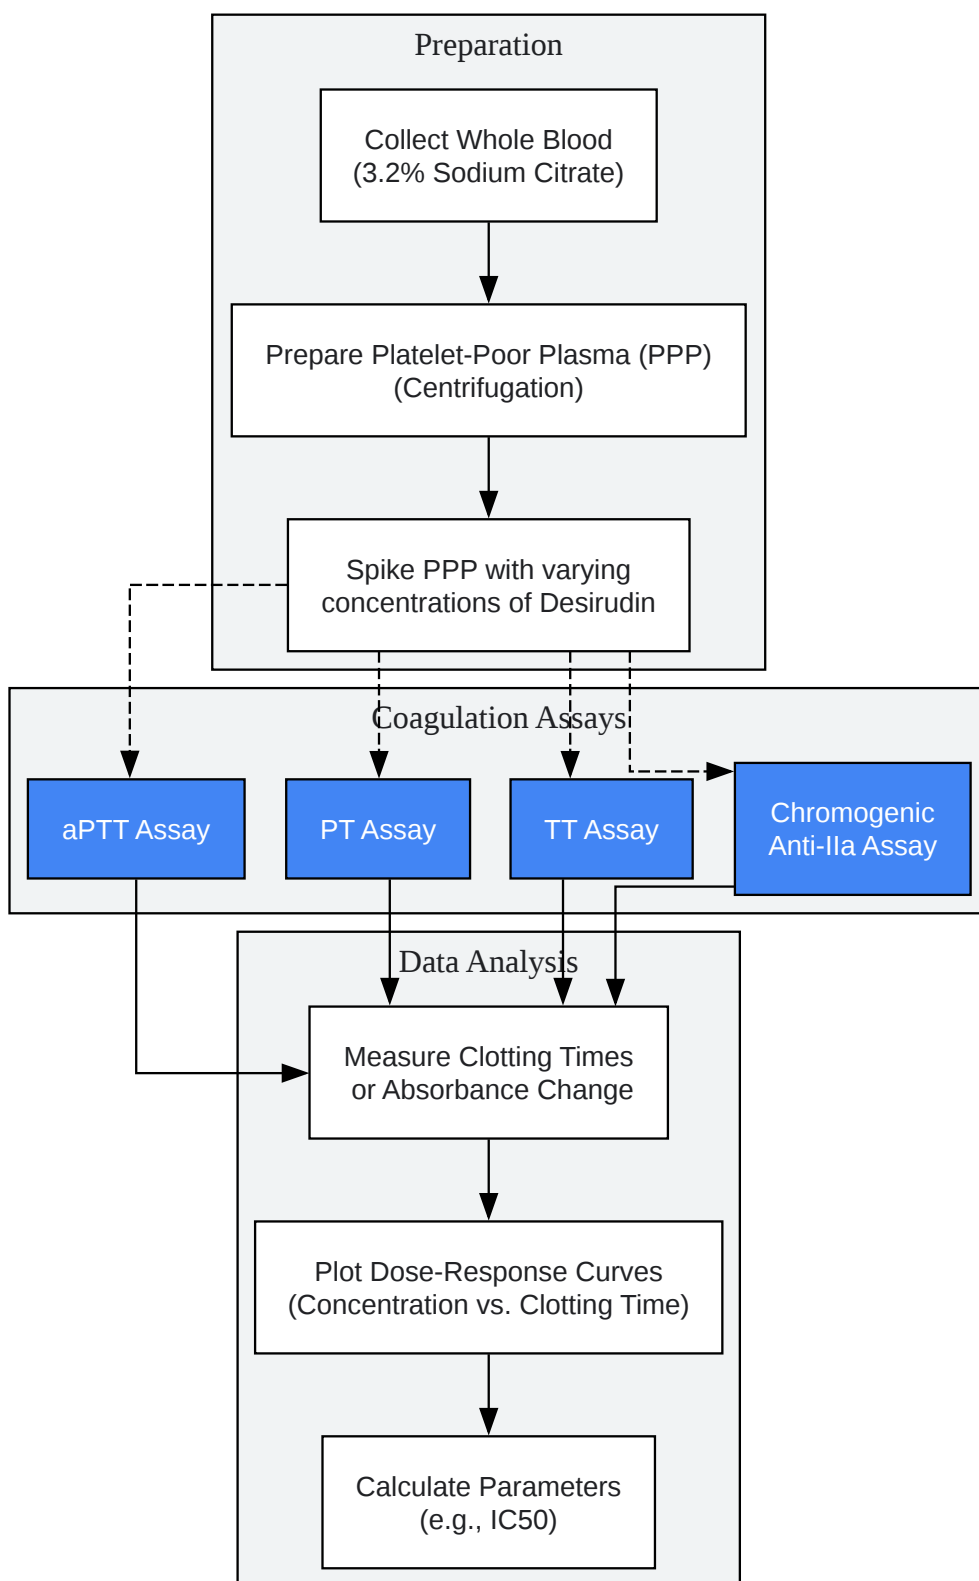 Preparation
Collect Whole Blood
(3.2% Sodium Citrate)
Prepare Platelet-Poor Plasma (PPP)
(Centrifugation)
Spike PPP with varying
concentrations of Desirudin
Coagulation Assays
aPTT Assay
PT Assay
TT Assay
Chromogenic
Anti-IIa Assay
Data Analysis
Measure Clotting Times
or Absorbance Change
Plot Dose-Response Curves
(Concentration vs. Clotting Time)
Calculate Parameters
(e.g., IC50)